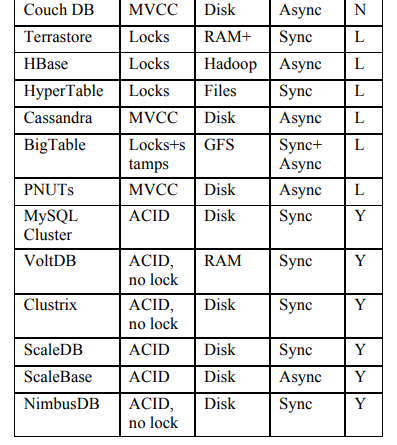 Couch DB MVCC Disk Async N
Terrastore Locks RAM+ Sync L
HBase Locks Hadoop Async L
HyperTable Locks Files Sync L
Cassandra MVCC Disk Async L
BigTable Locks+s GFS Sync+ L
tamps Async
PNUTs MVCC Disk Async L
MySQL ACID Disk Sync Y
Cluster
VoltDB ACID, RAM Sync Y
no lock
Clustrix ACID, Disk Sync Y
no lock
ScaleDB ACID Disk Sync Y
ScaleBase ACID Disk Async Y
NimbusDB ACID, Disk Sync Y
no lock